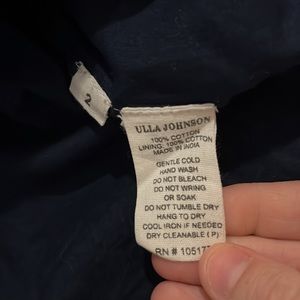 2
ULLA JOHNSON
100% COTTON
LINING: 100% COTTON
MADE IN INDIA
GENTLE COLD
HAND WASH
DO NOT BLEACH
DO NOT WRING
OR SOAK
DO NOT TUMBLE DRY
HANG TO DRY
COOL IRON IF NEEDED
DRY CLEANABLE ( P )
RN #